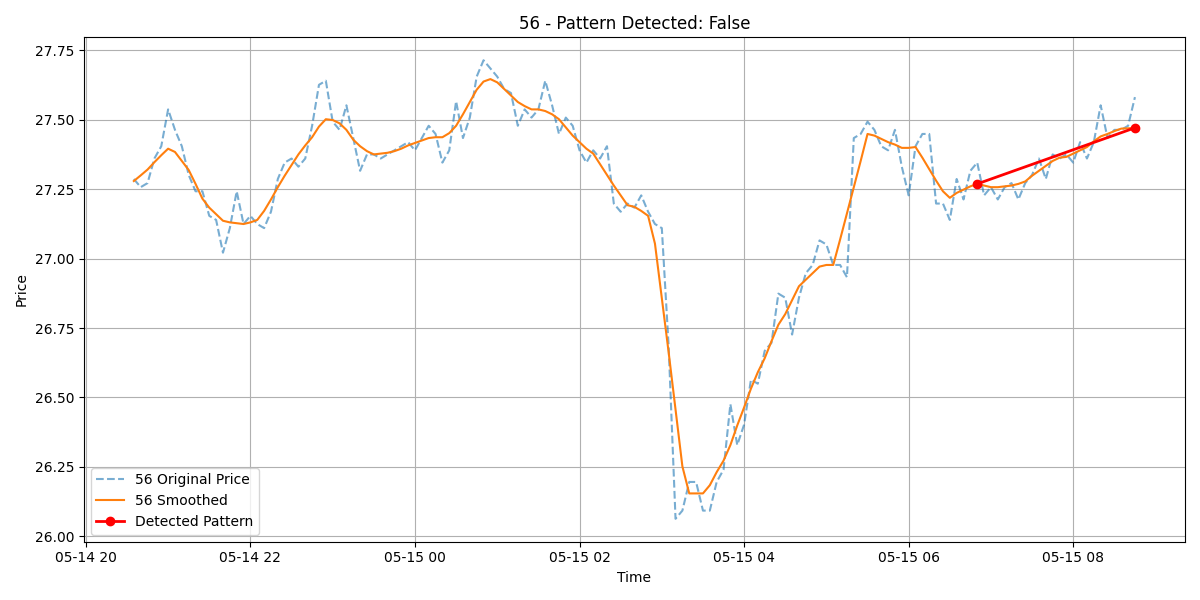 56 - Pattern Detected: False
Price
27.75
27.50
27.25
27.00
26.75
26.50
26.25
26.00
56 Original Price
56 Smoothed
Detected Pattern
05-14 20 05-14 22 05-15 00 05-15 02 05-15 04 05-15 06 05-15 08
Time